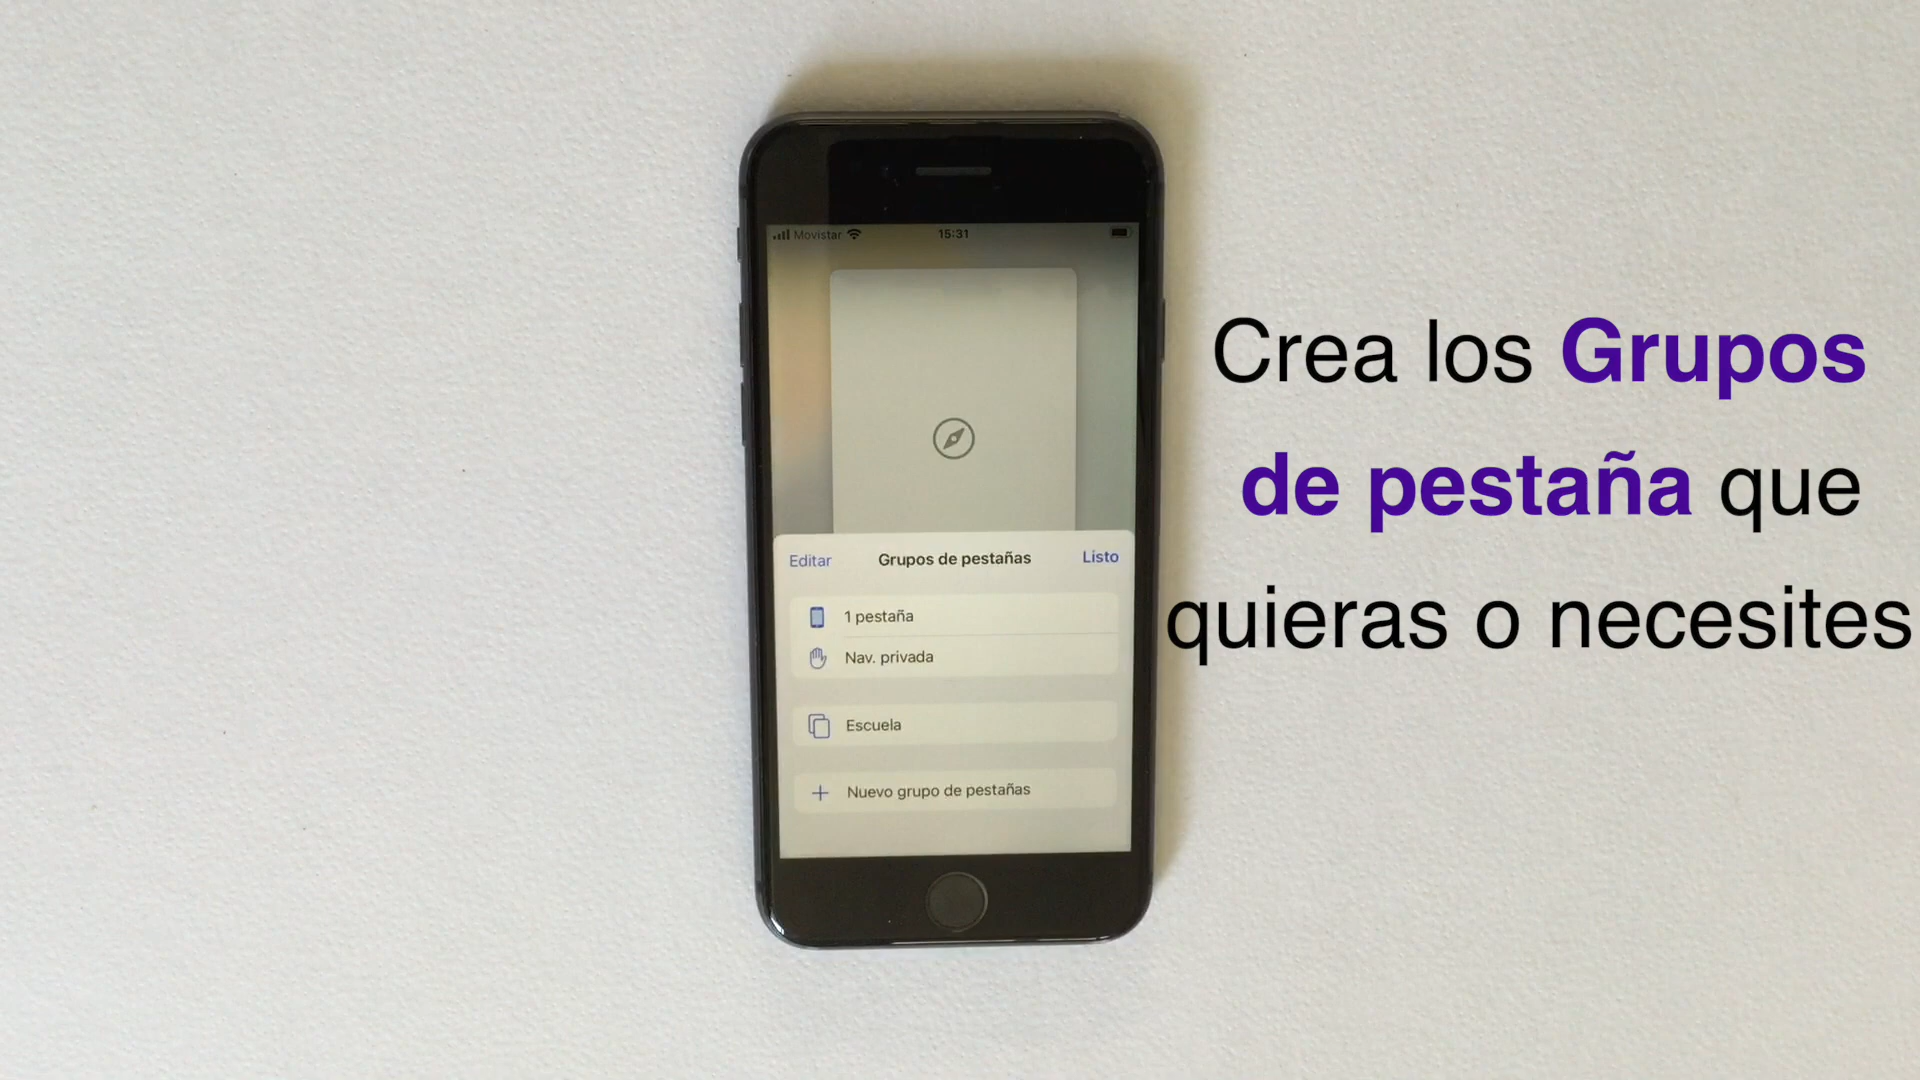 Movistar
15:31
Editar
Grupos de pestañas
Listo
1 pestaña
Nav. privada
Escuela
Nuevo grupo de pestañas
Crea los Grupos
de pestaña que
quieras o necesites